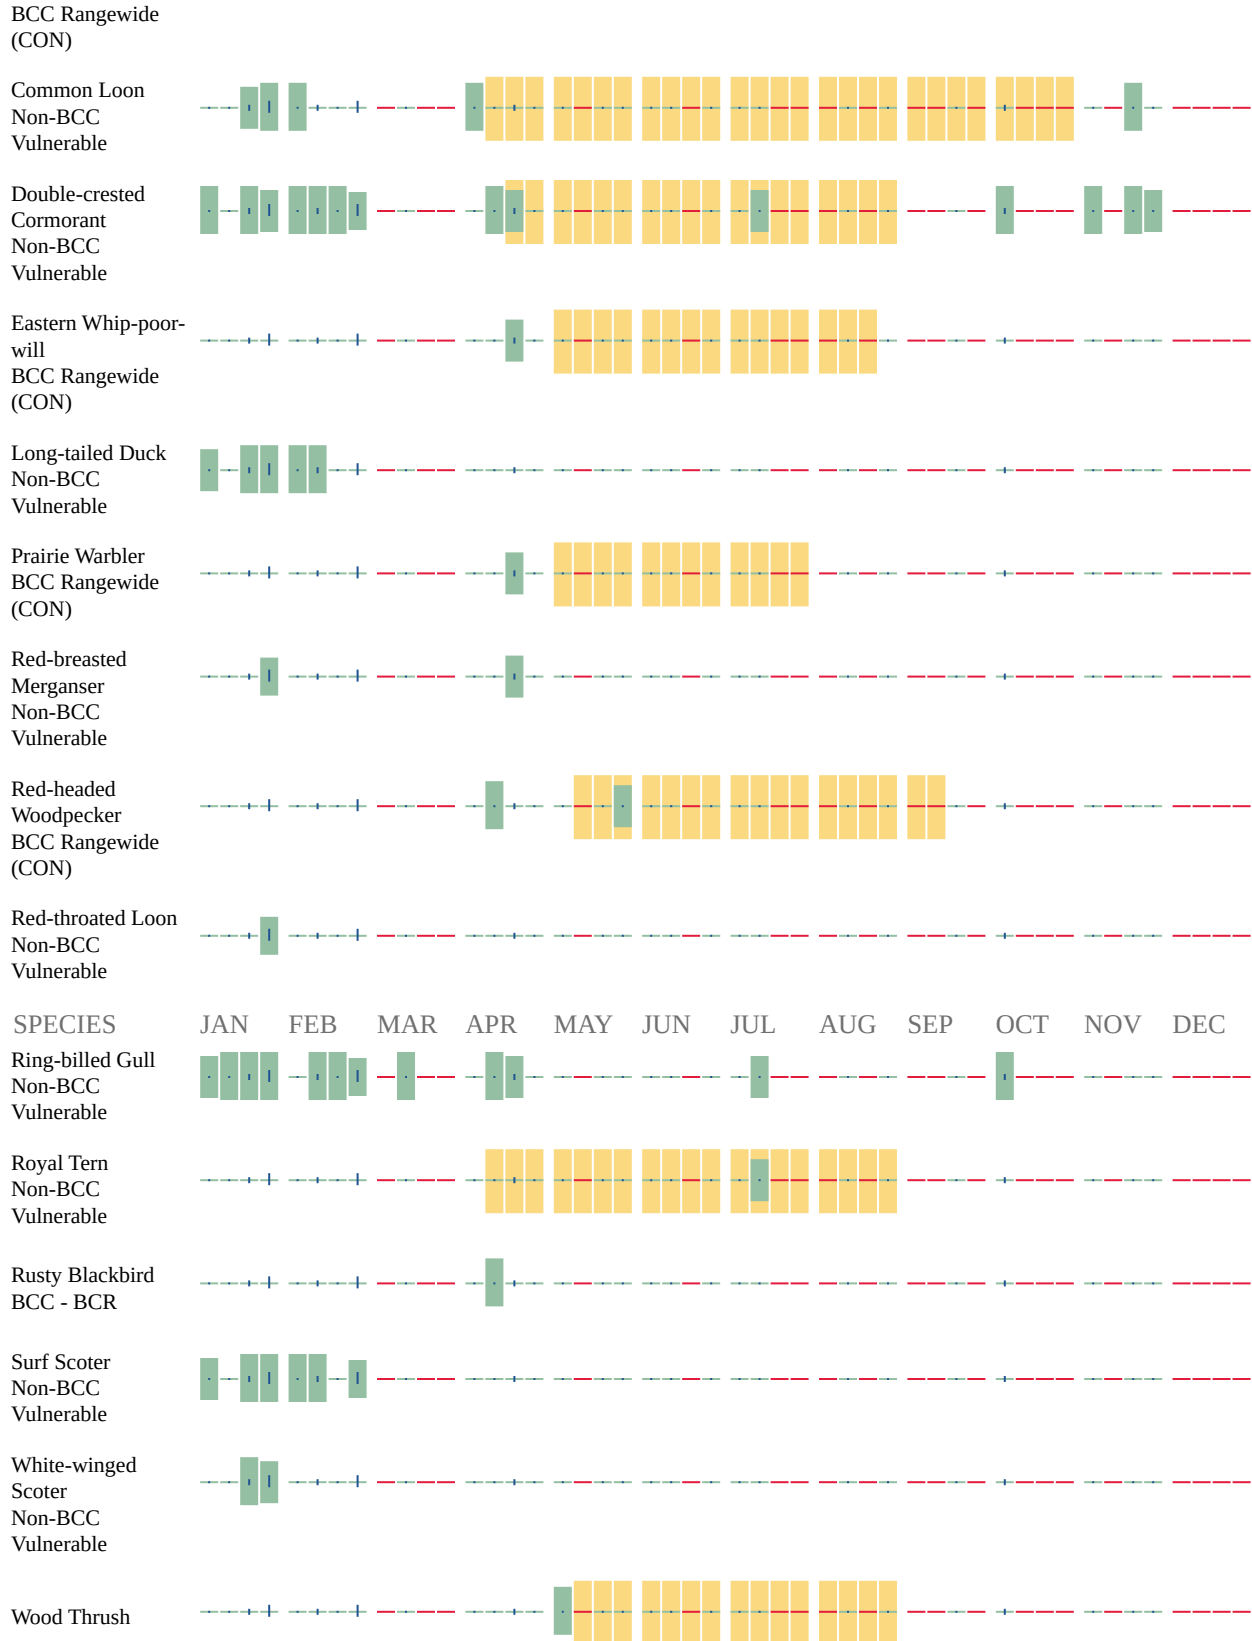 BCC Rangewide
(CON)
Common Loon
Non-BCC
Vulnerable
Double-crested
Cormorant
Non-BCC
Vulnerable
Eastern Whip-poor-
will
BCC Rangewide
(CON)
Long-tailed Duck
Non-BCC
Vulnerable
Prairie Warbler
BCC Rangewide
(CON)
Red-breasted
Merganser
Non-BCC
Vulnerable
Red-headed
Woodpecker
BCC Rangewide
(CON)
Red-throated Loon
Non-BCC
Vulnerable
SPECIES JAN FEB MAR APR MAY JUN JUL AUG SEP OCT NOV DEC
Ring-billed Gull
Non-BCC
Vulnerable
Royal Tern
Non-BCC
Vulnerable
Rusty Blackbird
BCC - BCR
Surf Scoter
Non-BCC
Vulnerable
White-winged
Scoter
Non-BCC
Vulnerable
Wood Thrush